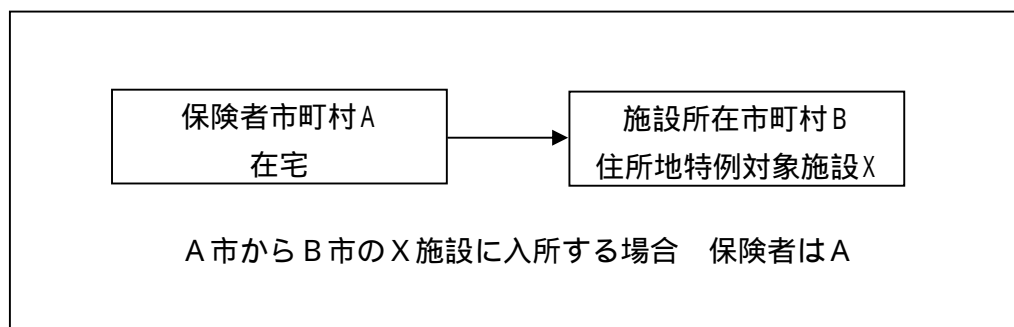 保険者市町村A
在宅
施設所在市町村B
住所地特例対象施設X
A市からB市のX施設に入所する場合　保険者はA